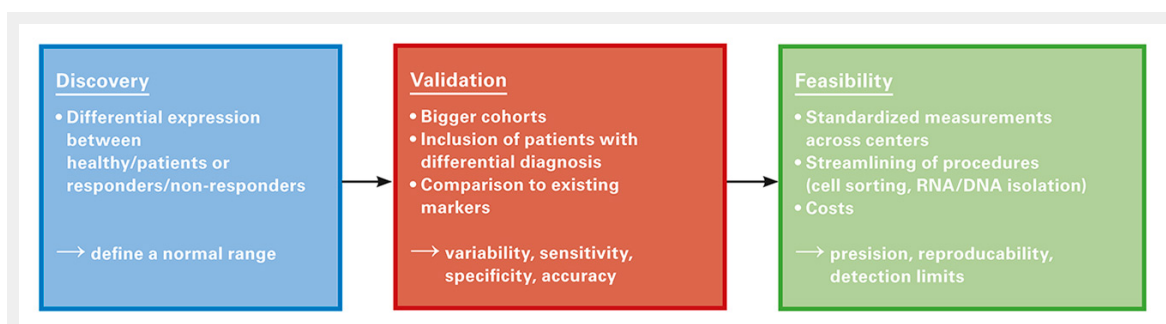 Discovery
• Differential expression
between
healthy/patients or
responders/non-responders
→ define a normal range
Validation
• Bigger cohorts
• Inclusion of patients with
differential diagnosis
• Comparison to existing
markers
→ variability, sensitivity,
specificity, accuracy
Feasibility
• Standardized measurements
across centers
• Streamlining of procedures
(cell sorting, RNA/DNA isolation)
• Costs
→ presision, reproducability,
detection limits